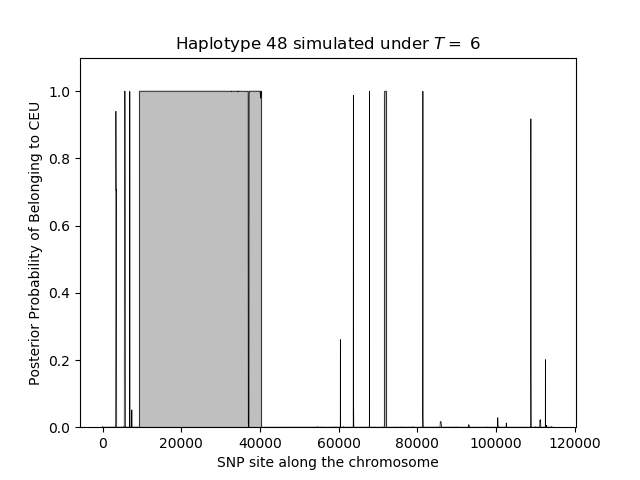 Haplotype 48 simulated under T = 6
Posterior Probability of Belonging to CEU
1.0
0.8
0.6
0.4
0.2
0.0
0 20000 40000 60000 80000 100000 120000
SNP site along the chromosome